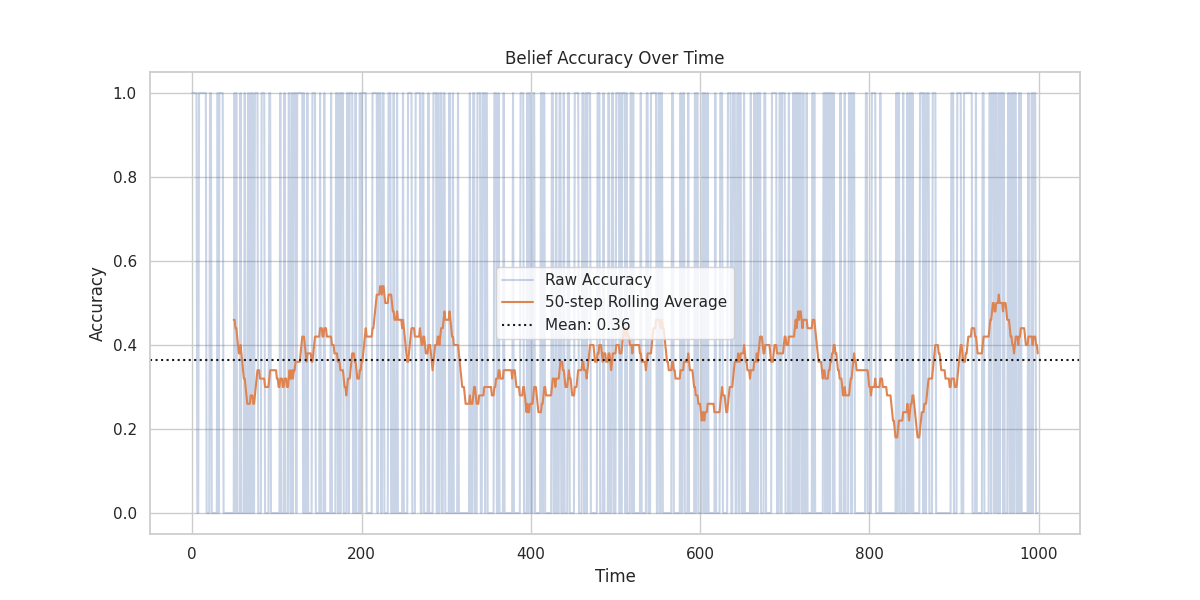 Belief Accuracy Over Time
1.0
0.8
0.6
0.4
0.2
0.0
Accuracy
Raw Accuracy
50-step Rolling Average
Mean: 0.36
0
200
400
600
800
1000
Time